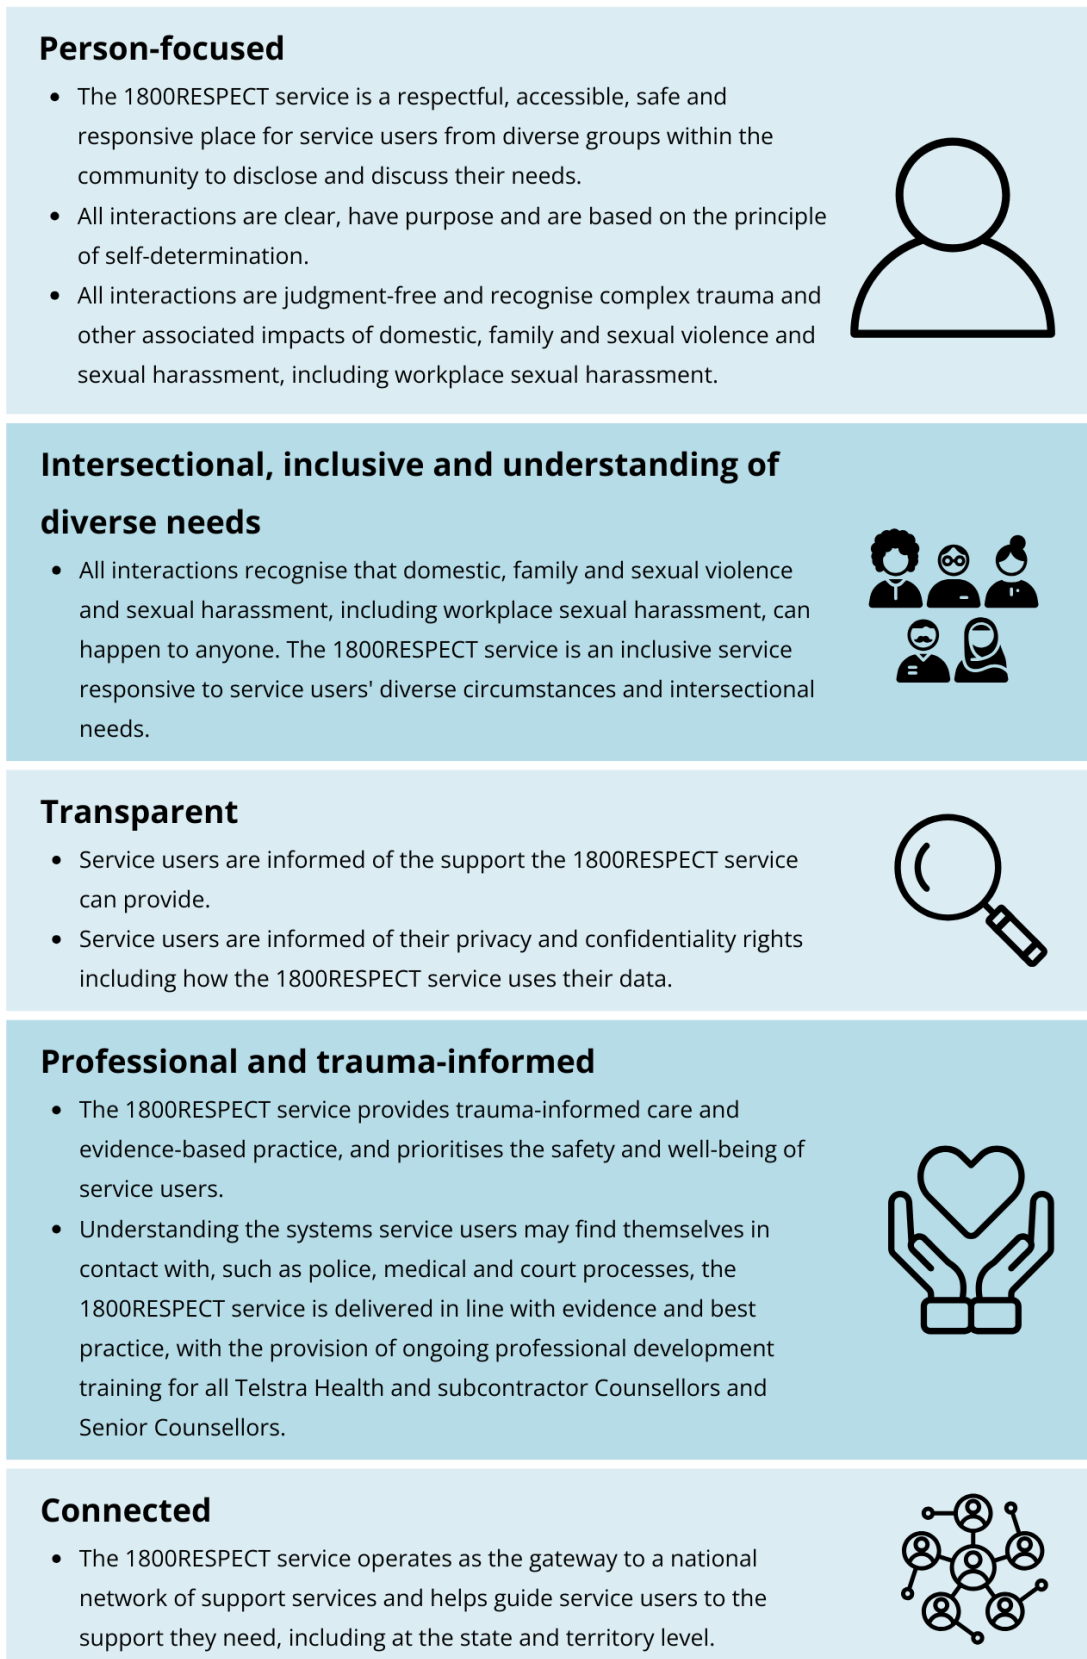 Person-focused
• The 1800RESPECT service is a respectful, accessible, safe and
responsive place for service users from diverse groups within the
community to disclose and discuss their needs.
• All interactions are clear, have purpose and are based on the principle
of self-determination.
• All interactions are judgment-free and recognise complex trauma and
other associated impacts of domestic, family and sexual violence and
sexual harassment, including workplace sexual harassment.
Intersectional, inclusive and understanding of
diverse needs
• All interactions recognise that domestic, family and sexual violence
and sexual harassment, including workplace sexual harassment, can
happen to anyone. The 1800RESPECT service is an inclusive service
responsive to service users' diverse circumstances and intersectional
needs.
Transparent
• Service users are informed of the support the 1800RESPECT service
can provide.
• Service users are informed of their privacy and confidentiality rights
including how the 1800RESPECT service uses their data.
Professional and trauma-informed
• The 1800RESPECT service provides trauma-informed care and
evidence-based practice, and prioritises the safety and well-being of
service users.
• Understanding the systems service users may find themselves in
contact with, such as police, medical and court processes, the
1800RESPECT service is delivered in line with evidence and best
practice, with the provision of ongoing professional development
training for all Telstra Health and subcontractor Counsellors and
Senior Counsellors.
Connected
• The 1800RESPECT service operates as the gateway to a national
network of support services and helps guide service users to the
support they need, including at the state and territory level.